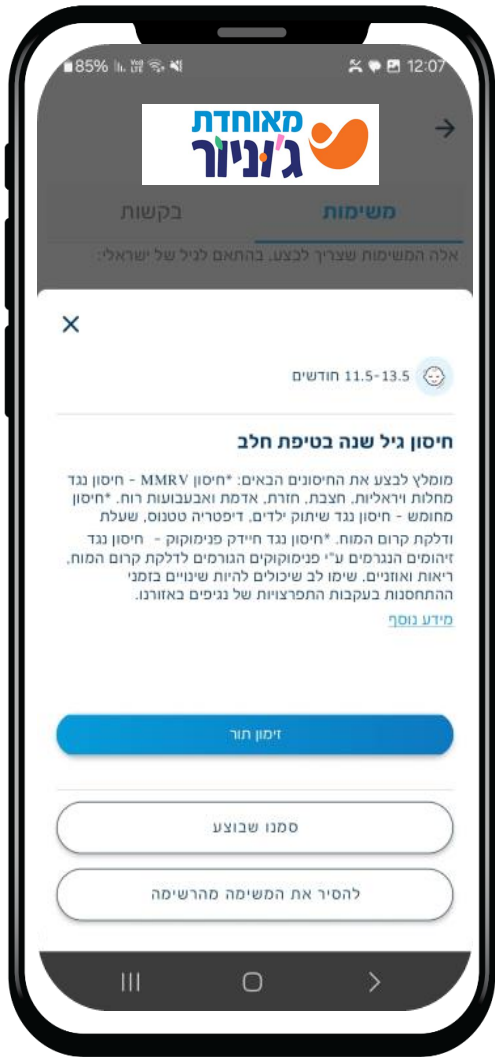 85% 12:07
מאוחדת
ג'וניור
משימות בקשות
אלה המשימות שצריך לבצע, בהתאם לגיל של ישראלי:
11.5-13.5 חודשים
חיסון גיל שנה בטיפת חלב
מומלץ לבצע את החיסונים הבאים: *חיסון MMRV - חיסון נגד
מחלות ויראליות, חצבת, חזרת, אדמת ואבעבועות רוח. *חיסון
מחומש - חיסון נגד שיתוק ילדים, דיפטריה טטנוס, שעלת
ודלקת קרום המוח. *חיסון נגד חיידק פנימוקוק - חיסון נגד
זיהומים הנגרמים ע"י פנימוקוקים הגורמים לדלקת קרום המוח,
ריאות ואוזניים. שימו לב שיכולים להיות שינויים בזמני
ההתחסנות בעקבות התפרצויות של נגיפים באזורנו.
מידע נוסף
זימון תור
סמנו שבוצע
להסיר את המשימה מהרשימה